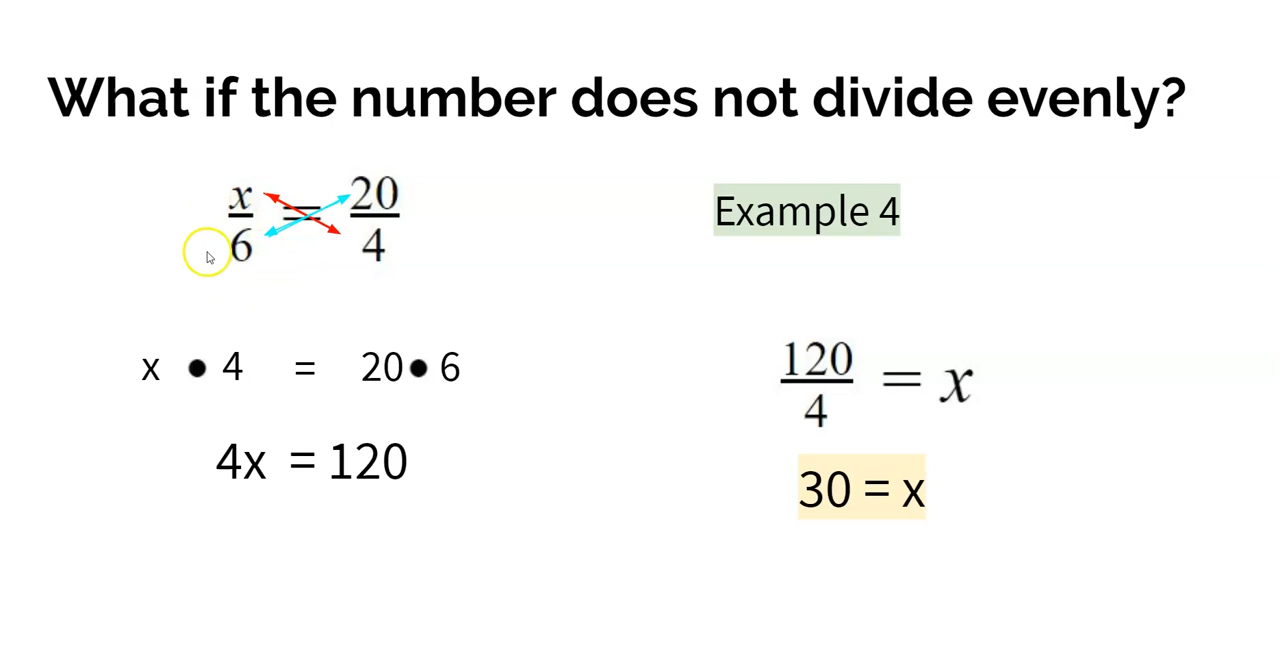 What if the number does not divide evenly?
x/6 = 20/4
Example 4
x • 4 = 20 • 6
4x = 120
120/4 = x
30 = x